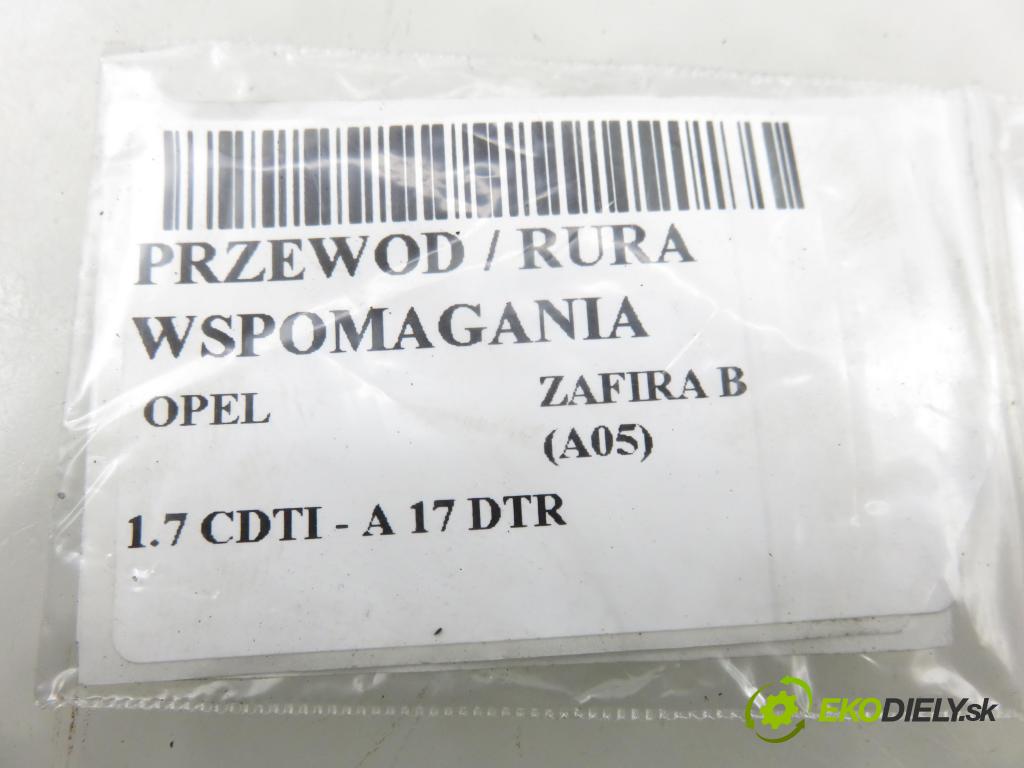 PRZEWOD / RURA
WSPOMAGANIA
OPEL
ZAFIRA B
(A05)
1.7 CDTI - A 17 DTR
EKODIELY.sk